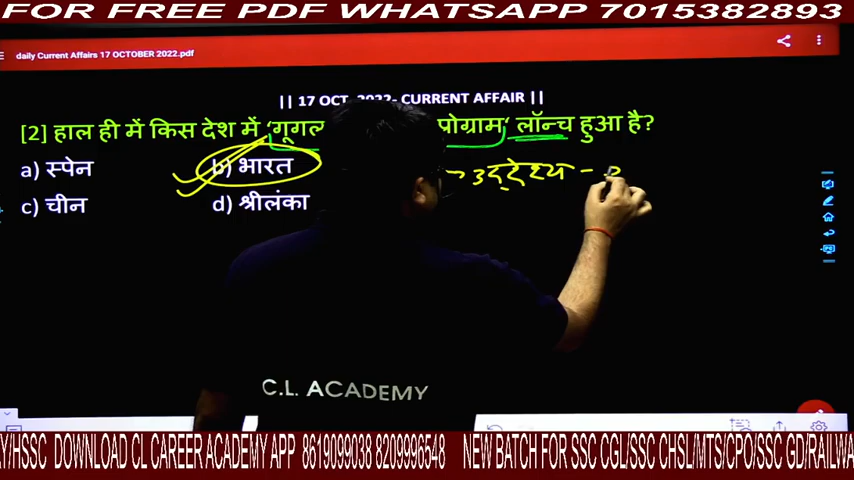 FOR FREE PDF WHATSAPP 7015382893
daily Current Affairs 17 OCTOBER 2022.pdf
|| 17 OCT 2022- CURRENT AFFAIR ||
[2] हाल ही में किस देश में 'गूगल प्रोग्राम' लॉन्च हुआ है?
a) स्पेन b) भारत
उद्देश्य -
c) चीन d) श्रीलंका
C.L. ACADEMY
Y/HSSC DOWNLOAD CL CAREER ACADEMY APP 8619099038 8209996548 NEW BATCH FOR SSC CGL/SSC CHSL/MTS/CPO/SSC GD/RAILWA